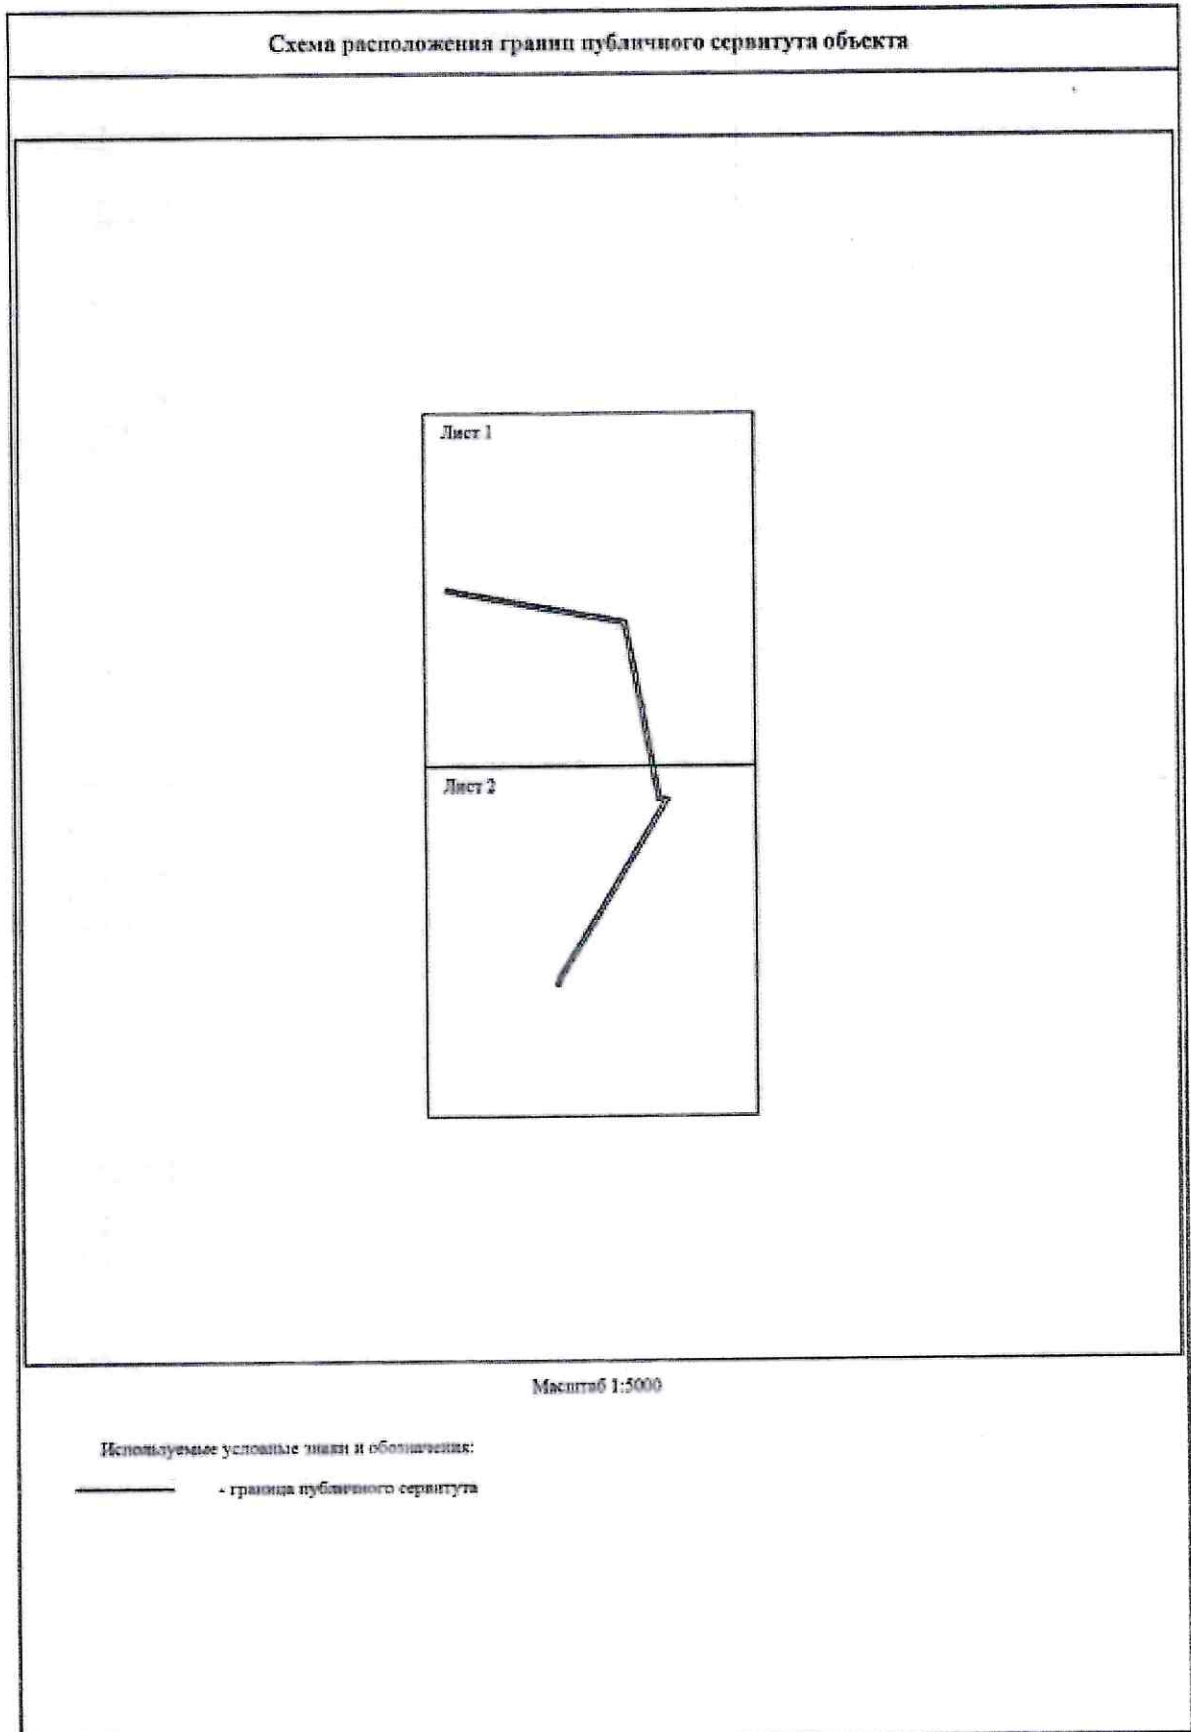 Схема расположения границ публичного сервитута объекта
Лист 1
Лист 2
Масштаб 1:5000
Используемые условные знаки и обозначения:
- граница публичного сервитута